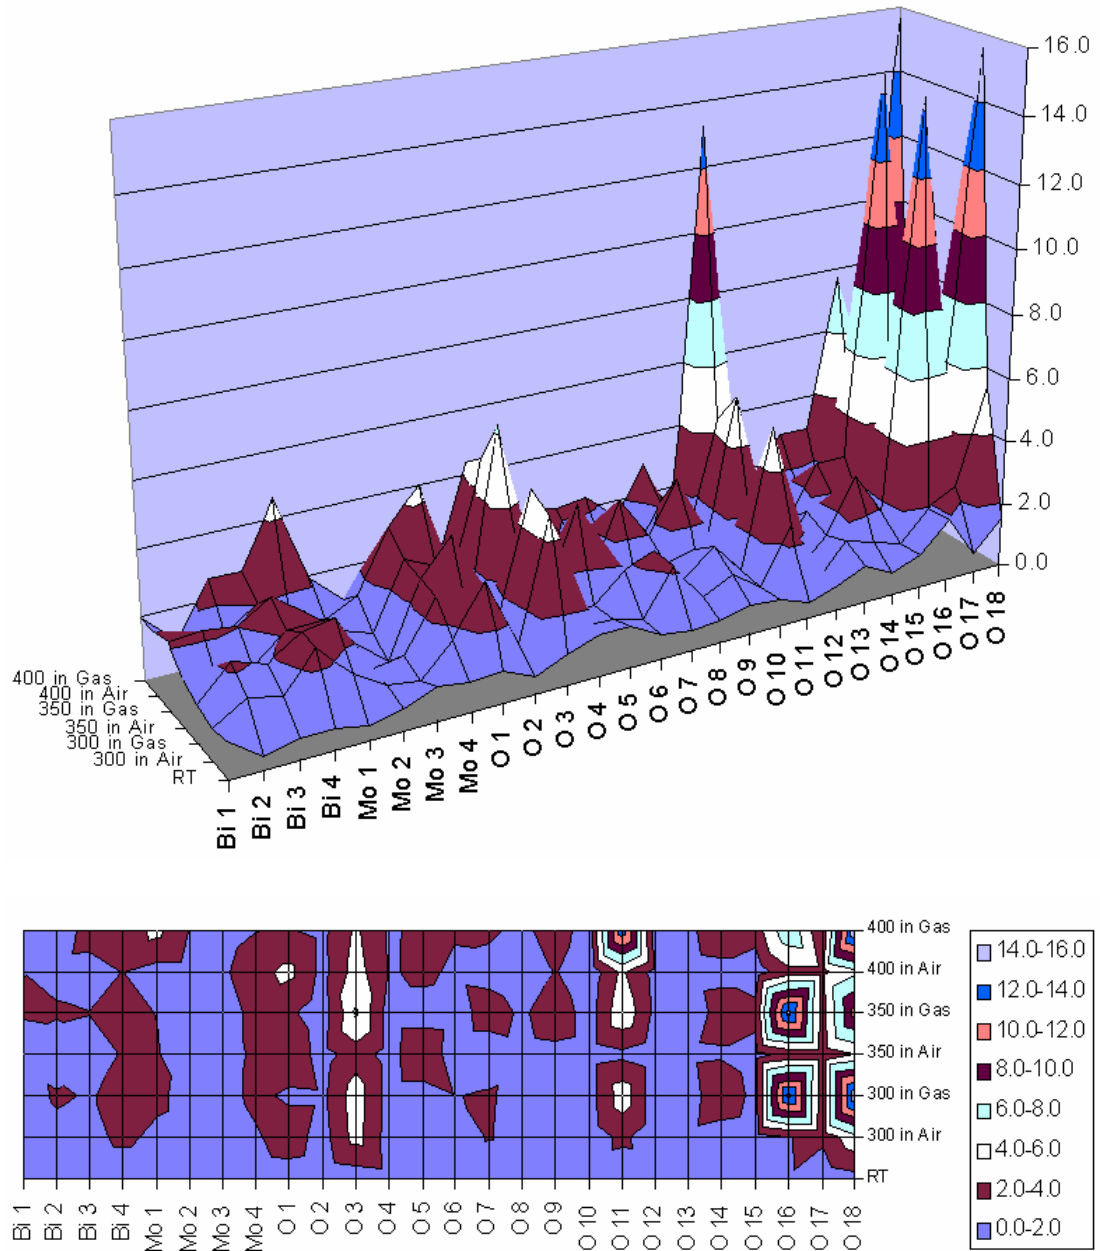 16.0
14.0
12.0
10.0
8.0
6.0
4.0
2.0
0.0
400 in Gas
400 in Air
350 in Gas
350 in Air
300 in Gas
300 in Air
RT
Bi 1
Bi 2
Bi 3
Bi 4
Mo 1
Mo 2
Mo 3
Mo 4
O 1
O 2
O 3
O 4
O 5
O 6
O 7
O 8
O 9
O 10
O 11
O 12
O 13
O 14
O 15
O 16
O 17
O 18
400 in Gas
400 in Air
350 in Gas
350 in Air
300 in Gas
300 in Air
RT
Bi 1
Bi 2
Bi 3
Bi 4
Mo 1
Mo 2
Mo 3
Mo 4
O 1
O 2
O 3
O 4
O 5
O 6
O 7
O 8
O 9
O 10
O 11
O 12
O 13
O 14
O 15
O 16
O 17
O 18
14.0-16.0
12.0-14.0
10.0-12.0
8.0-10.0
6.0-8.0
4.0-6.0
2.0-4.0
0.0-2.0